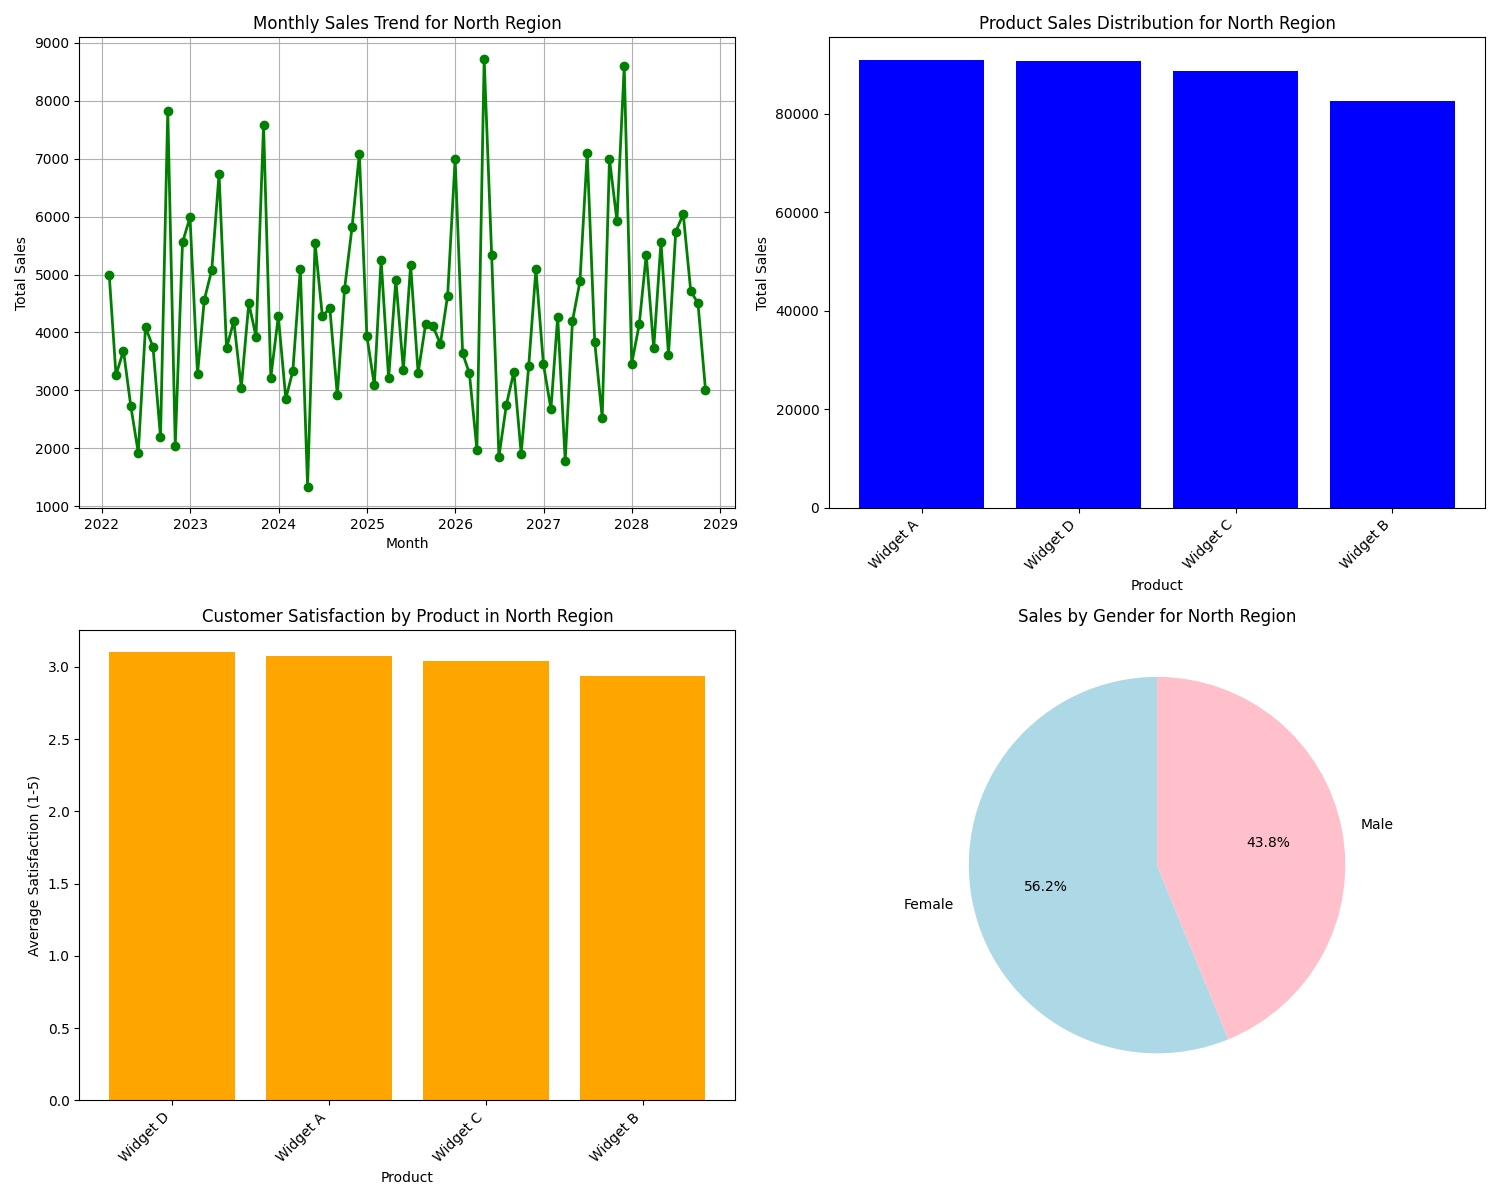 Monthly Sales Trend for North Region
Total Sales
9000
8000
7000
6000
5000
4000
3000
2000
1000
2022 2023 2024 2025 2026 2027 2028 2029
Month
Product Sales Distribution for North Region
Total Sales
80000
60000
40000
20000
0
Widget A Widget D Widget C Widget B
Product
Customer Satisfaction by Product in North Region
Average Satisfaction (1-5)
3.0
2.5
2.0
1.5
1.0
0.5
0.0
Widget D Widget A Widget C Widget B
Product
Sales by Gender for North Region
Male
43.8%
56.2%
Female